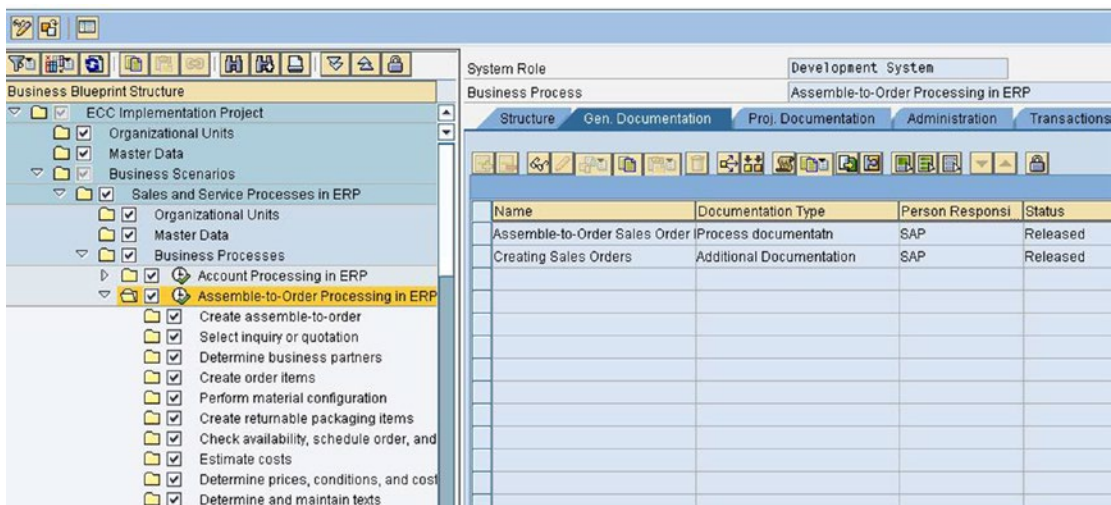 System Role
Development System
Business Blueprint Structure
Business Process
Assemble-to-Order Processing in ERP
ECC Implementation Project
Organizational Units
Master Data
Business Scenarios
Sales and Service Processes in ERP
Organizational Units
Master Data
Business Processes
Account Processing in ERP
Assemble-to-Order Processing in ERP
Create assemble-to-order
Select inquiry or quotation
Determine business partners
Create order items
Perform material configuration
Create returnable packaging items
Check availability, schedule order, and
Estimate costs
Determine prices, conditions, and cost
Determine and maintain texts
Structure Gen. Documentation Proj. Documentation Administration Transactions
Name Documentation Type Person Responsi Status
Assemble-to-Order Sales Order Process documentatn SAP Released
Creating Sales Orders Additional Documentation SAP Released